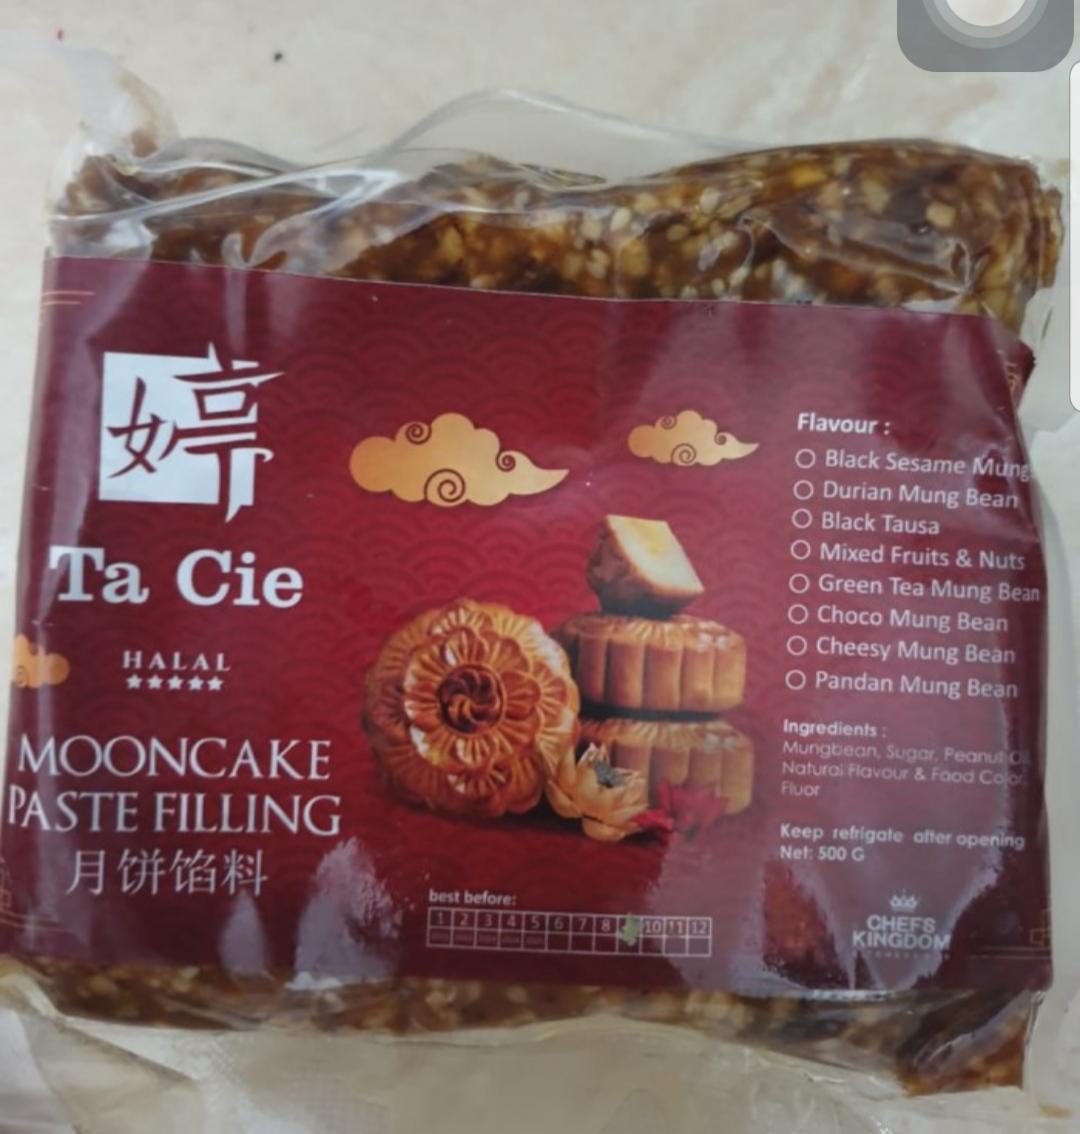 婷
Ta Cie
HALAL
MOONCAKE
PASTE FILLING
月饼馅料
Flavour :
Black Sesame Mung
Durian Mung Bean
Black Tausa
Mixed Fruits & Nuts
Green Tea Mung Bean
Choco Mung Bean
Cheesy Mung Bean
Pandan Mung Bean
Ingredients :
Mungbean, Sugar, Peanut
Natural Flavour & Food Color,
Fluor
Keep refrigate after opening
Net: 500 G
best before:
1 2 3 4 5 6 7 8 10 11 12
CHEFS
KINGDOM